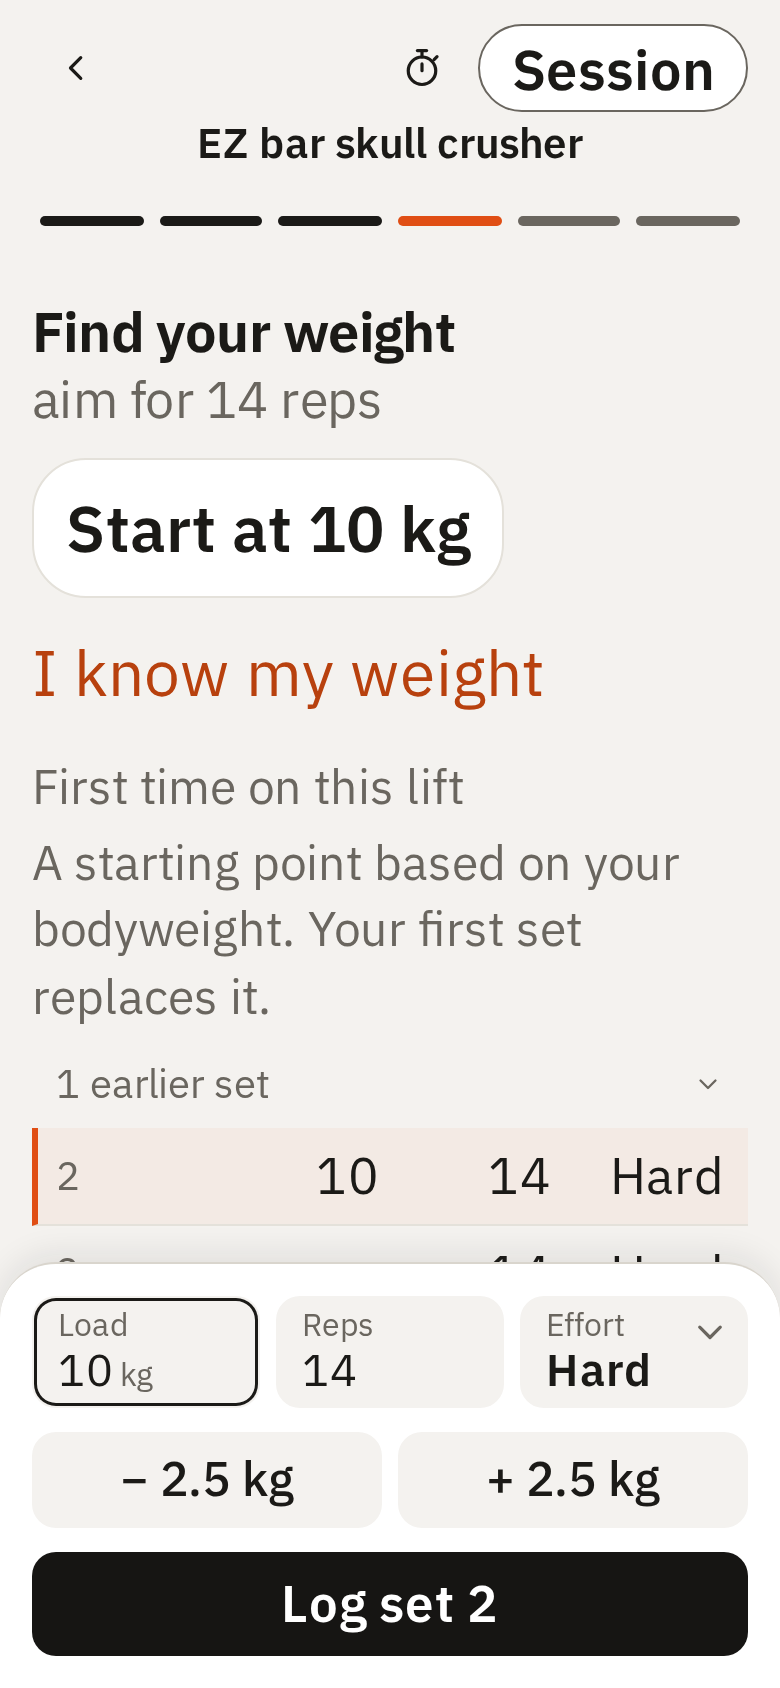 Session
EZ bar skull crusher
Find your weight
aim for 14 reps
Start at 10 kg
I know my weight
First time on this lift
A starting point based on your
bodyweight. Your first set
replaces it.
1 earlier set
2 10 14 Hard
Load Reps Effort
10 kg 14 Hard
− 2.5 kg + 2.5 kg
Log set 2